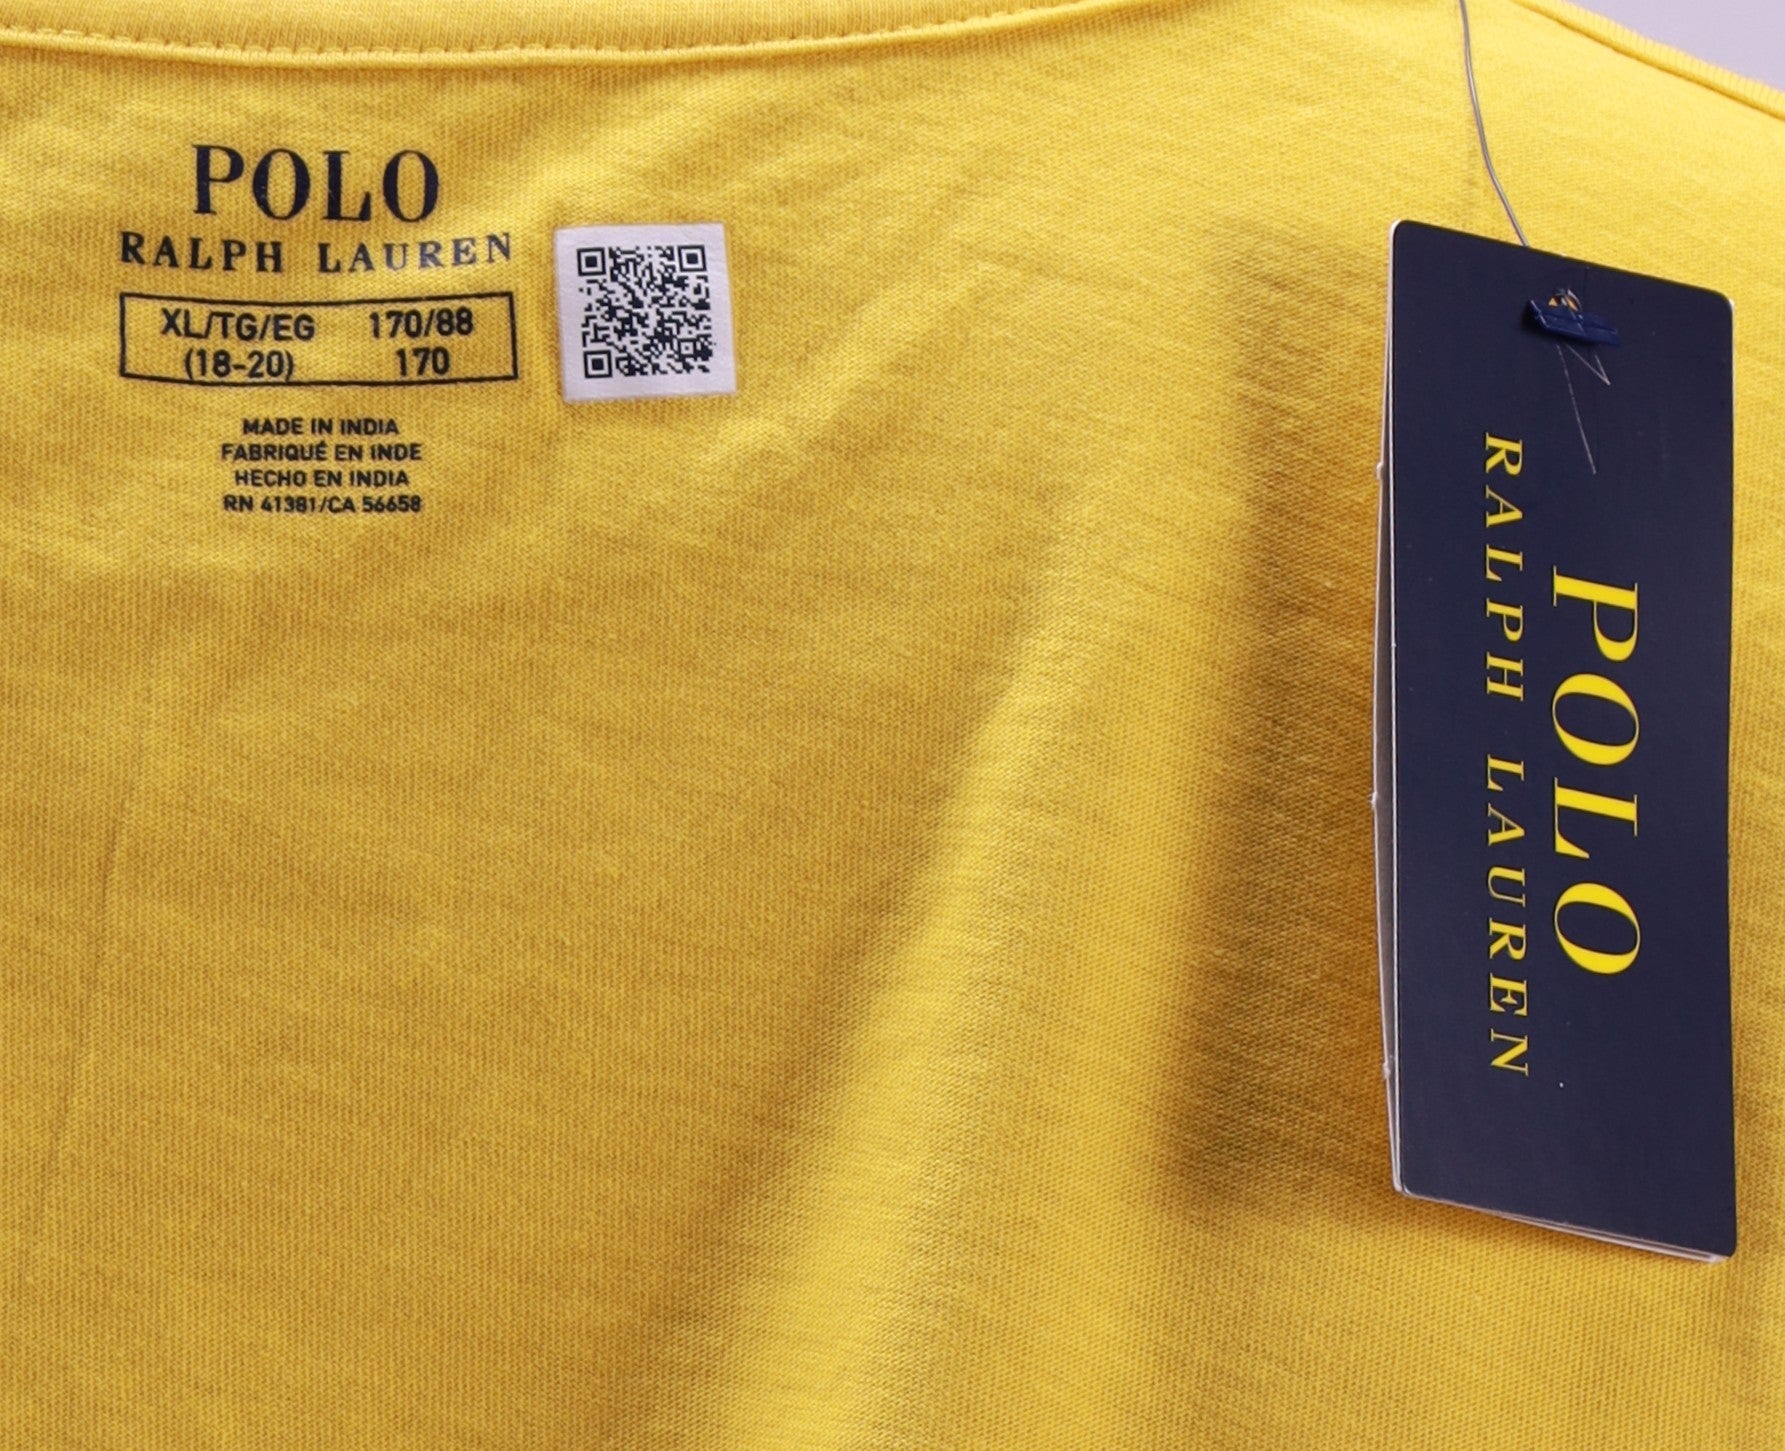 POLO
RALPH LAUREN
XL/TG/EG 170/88
(18-20) 170
MADE IN INDIA
FABRIQUÉ EN INDE
HECHO EN INDIA
RN 41381/CA 56658
POLO
RALPH LAUREN